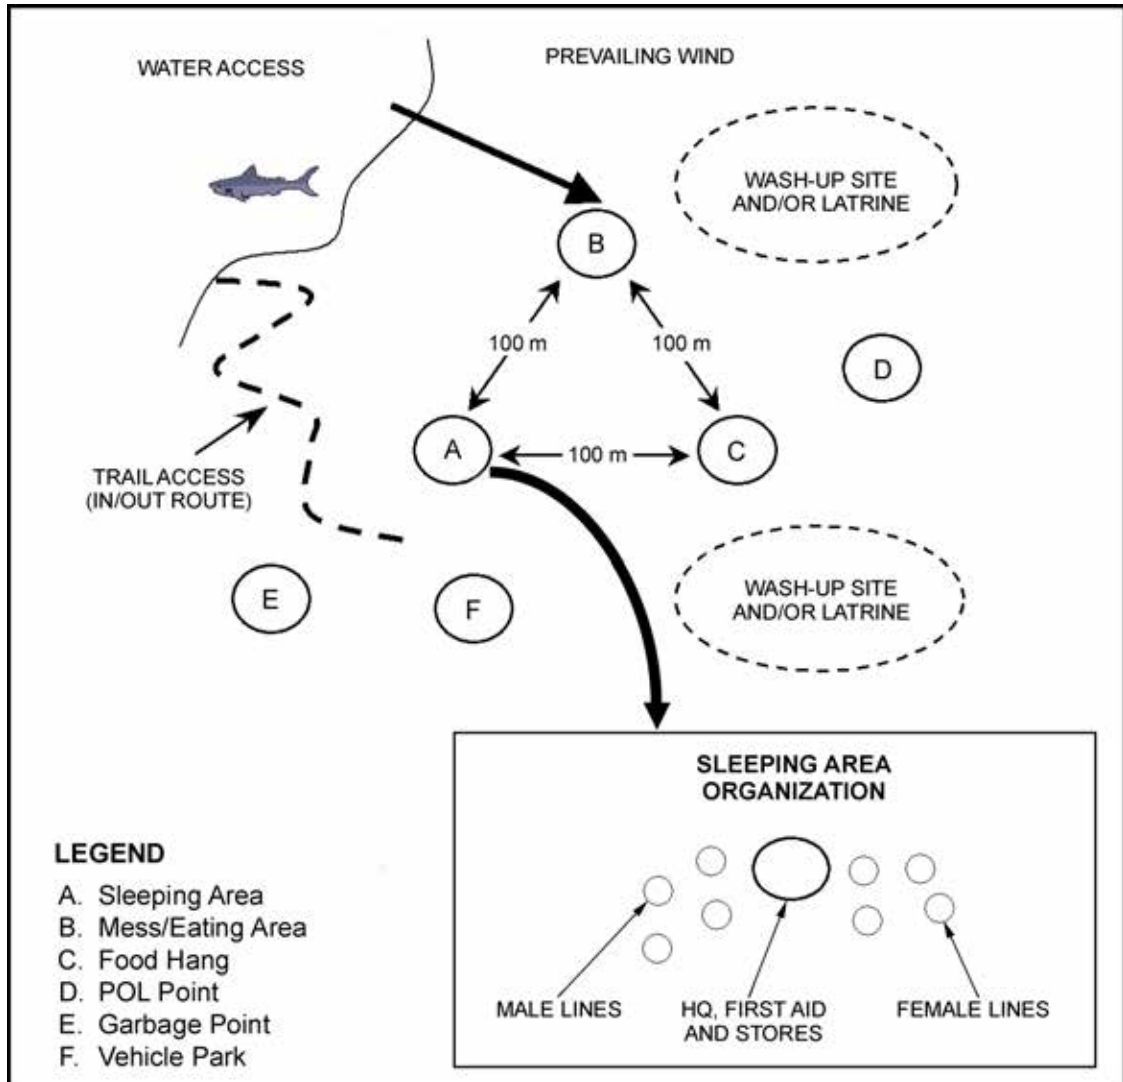 WATER ACCESS
PREVAILING WIND
WASH-UP SITE
AND/OR LATRINE
B
100 m
100 m
D
A
100 m
C
TRAIL ACCESS
(IN/OUT ROUTE)
E
F
WASH-UP SITE
AND/OR LATRINE
SLEEPING AREA
ORGANIZATION
MALE LINES
HQ, FIRST AID
AND STORES
FEMALE LINES
LEGEND
A. Sleeping Area
B. Mess/Eating Area
C. Food Hang
D. POL Point
E. Garbage Point
F. Vehicle Park